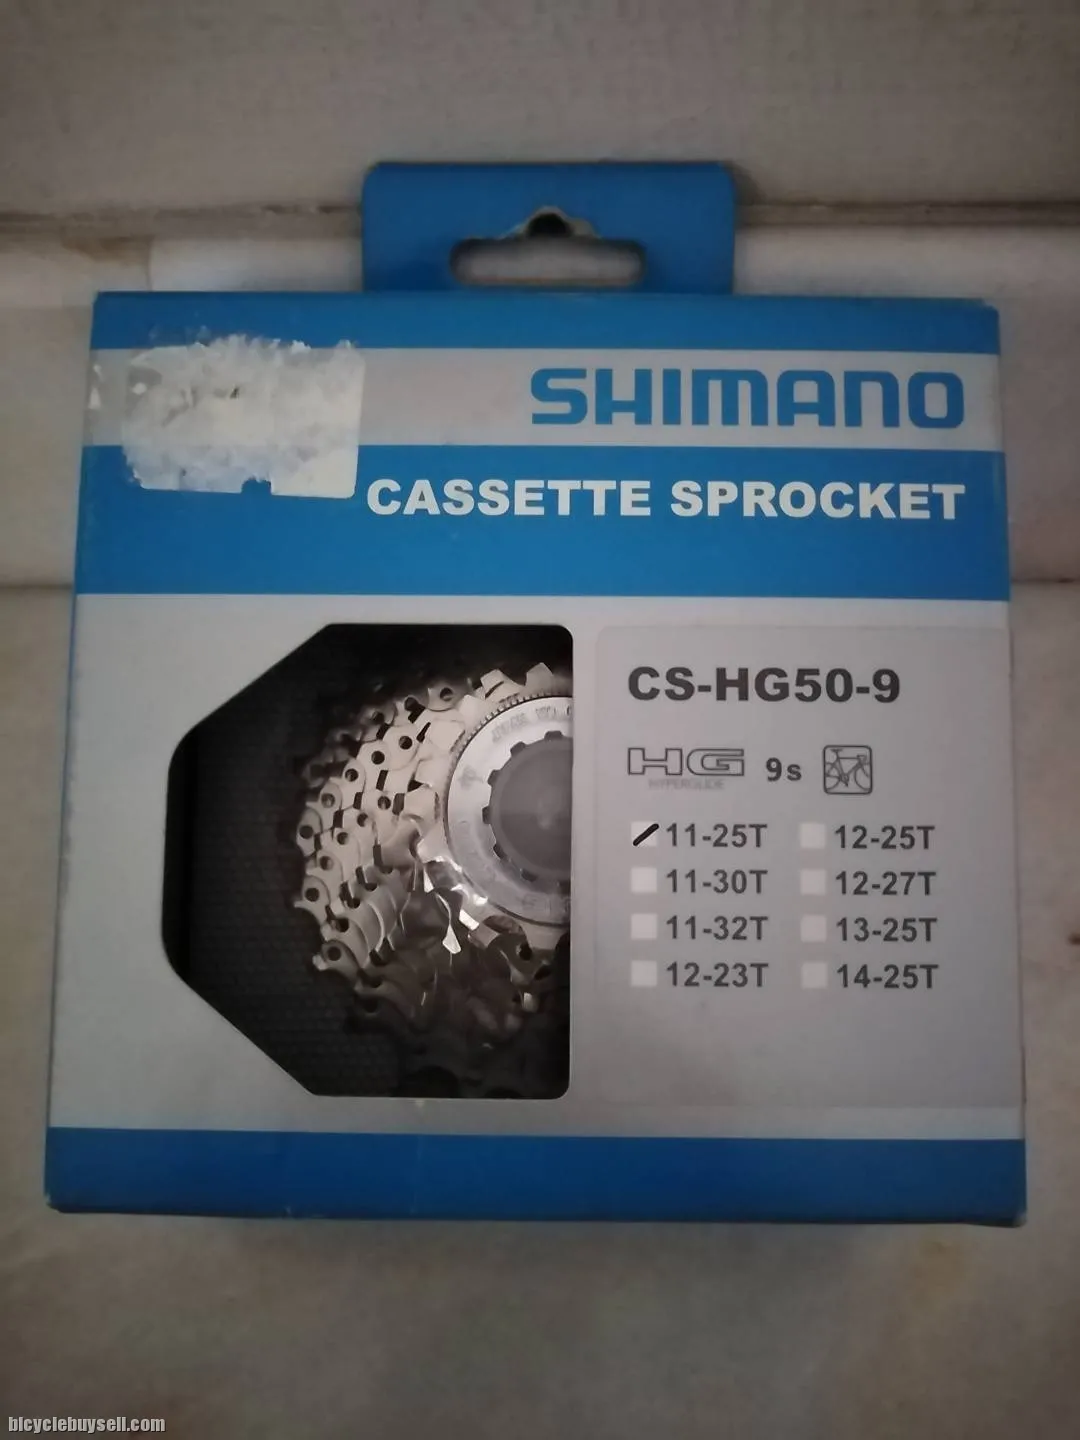 SHIMANO
CASSETTE SPROCKET
CS-HG50-9
HG 9s
HYPERGLIDE
11-25T 12-25T
11-30T 12-27T
11-32T 13-25T
12-23T 14-25T
bicyclebuysell.com